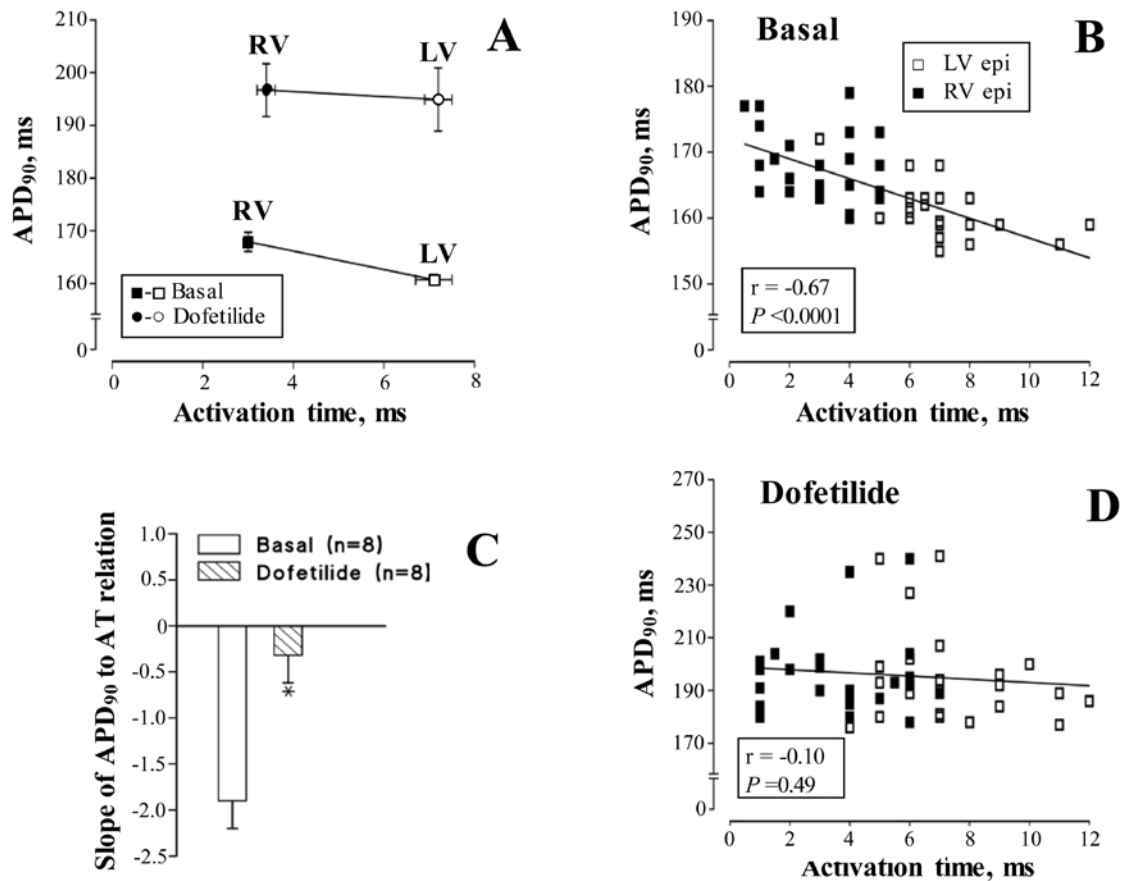 A
210
200
190
180
170
160
0
APD90, ms
RV
LV
RV
LV
■-□ Basal
●-○ Dofetilide
0 2 4 6 8
Activation time, ms
B
Basal
190
180
170
160
150
0
APD90, ms
□ LV epi
■ RV epi
r = -0.67
P <0.0001
0 2 4 6 8 10 12
Activation time, ms
C
Slope of APD90 to AT relation
1.0
0.5
0
-0.5
-1.0
-1.5
-2.0
-2.5
Basal (n=8)
Dofetilide (n=8)
*
D
Dofetilide
270
250
230
210
190
170
0
APD90, ms
r = -0.10
P =0.49
0 2 4 6 8 10 12
Activation time, ms